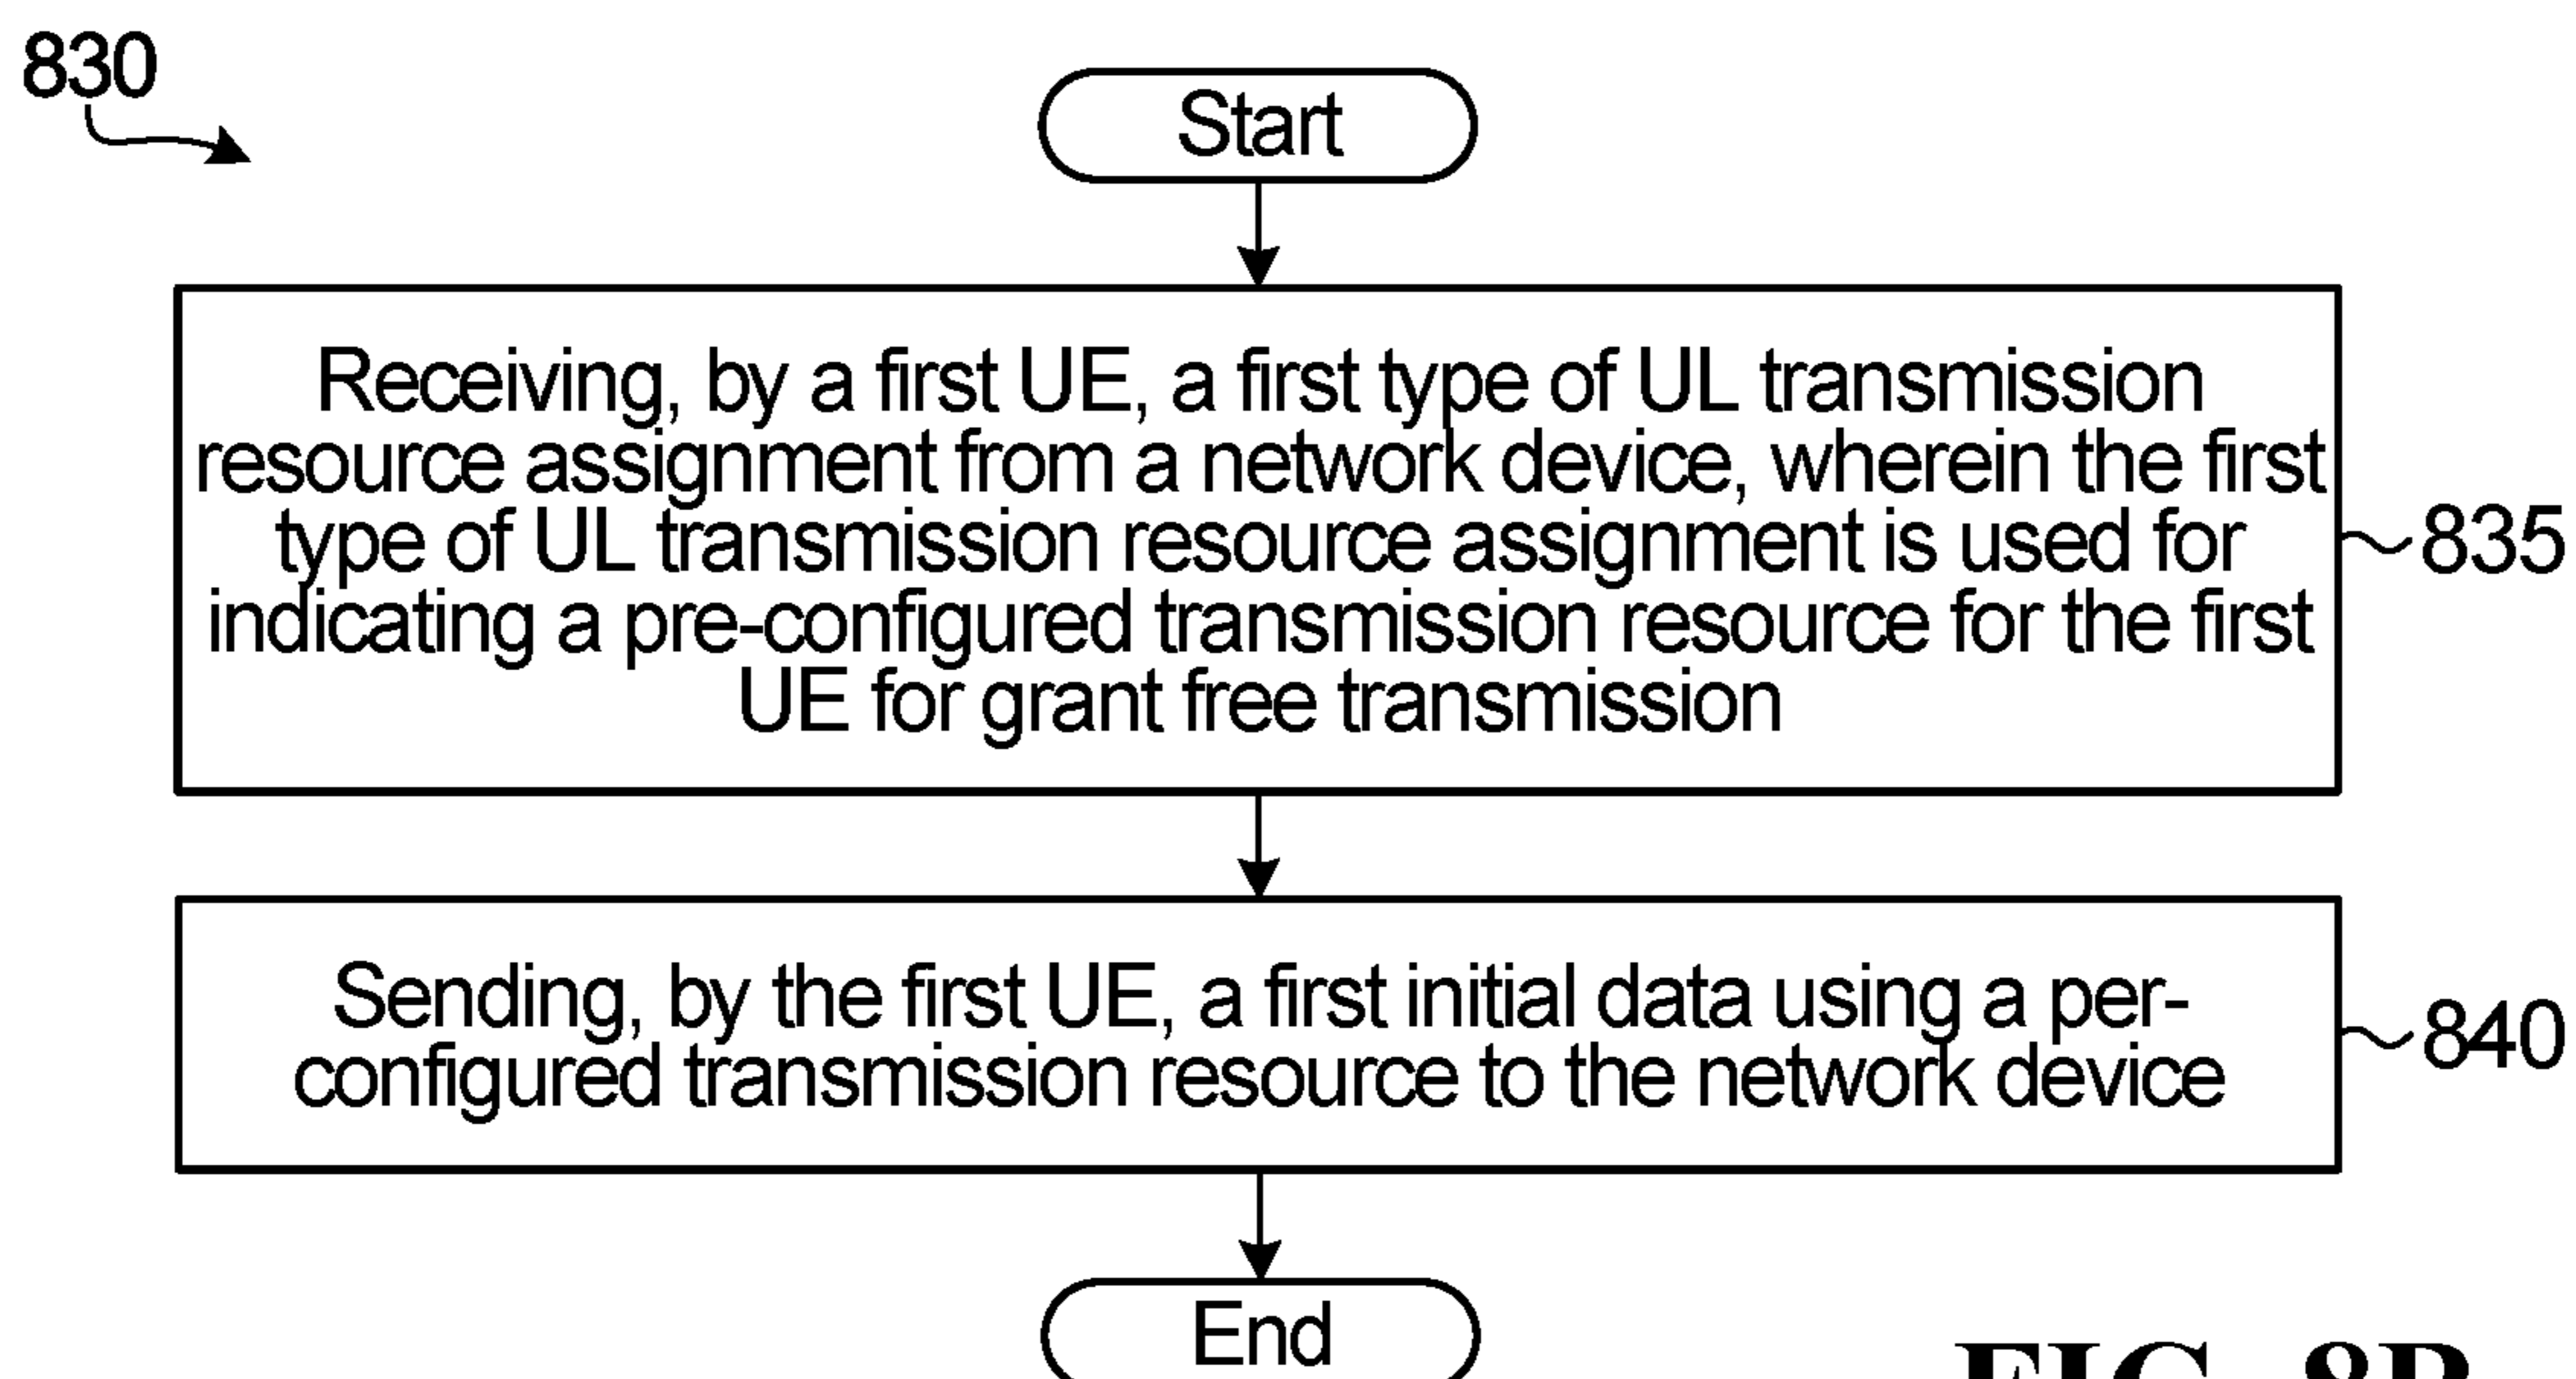 830
Start
Receiving, by a first UE, a first type of UL transmission
resource assignment from a network device, wherein the first
type of UL transmission resource assignment is used for
indicating a pre-configured transmission resource for the first
UE for grant free transmission
835
Sending, by the first UE, a first initial data using a per-
configured transmission resource to the network device
840
End
FIG. 8B